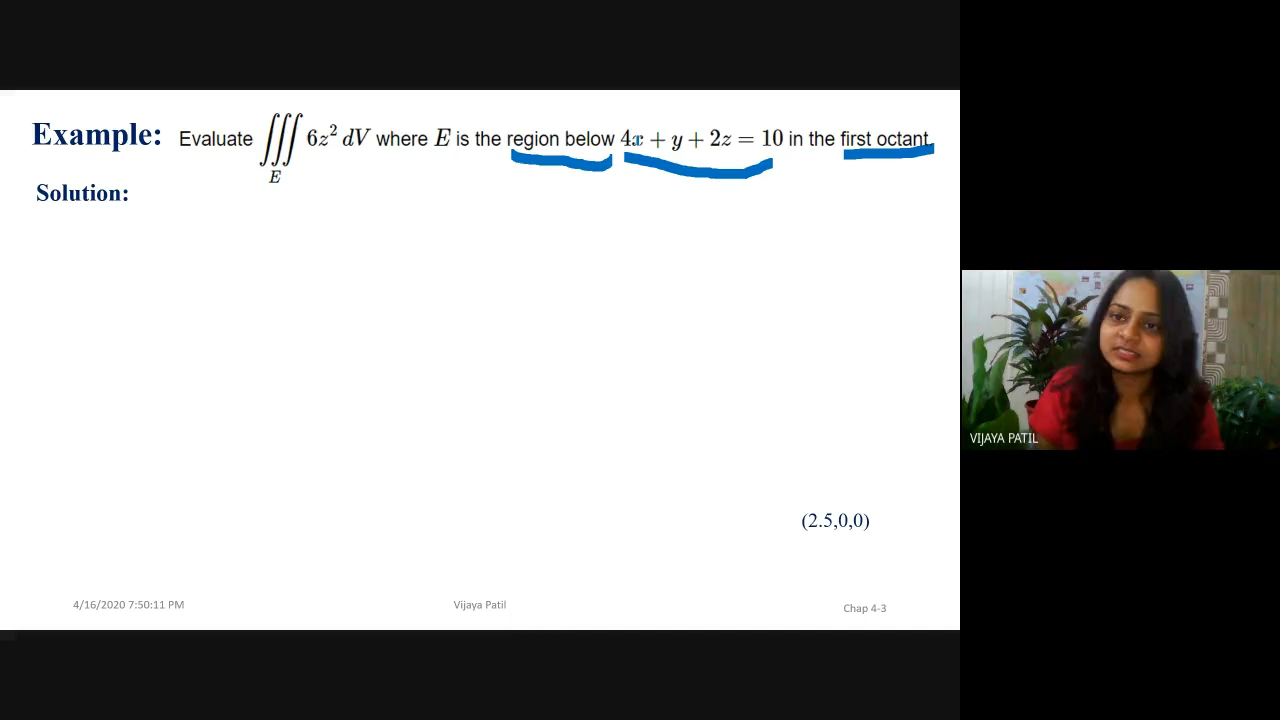 Example: Evaluate ∭_E 6z² dV where E is the region below 4x + y + 2z = 10 in the first octant.
Solution:
(2.5,0,0)
4/16/2020 7:50:11 PM
Vijaya Patil
Chap 4-3
VIJAYA PATIL